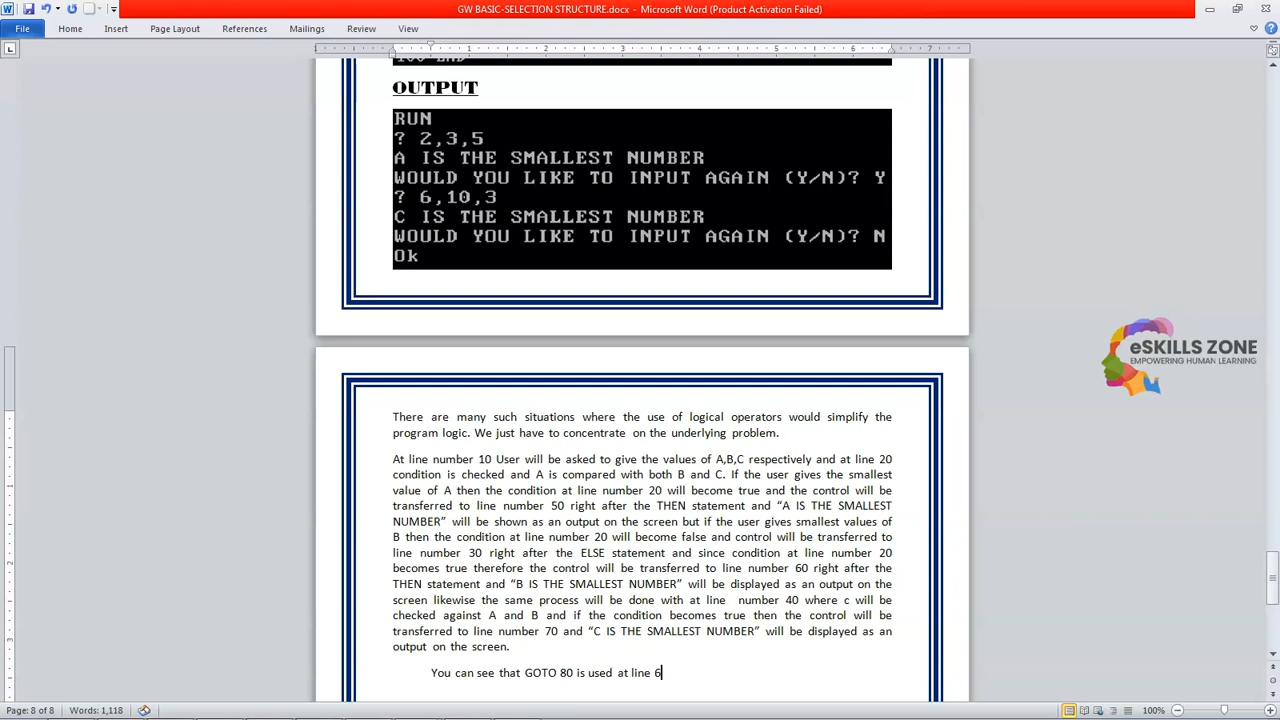 GW BASIC-SELECTION STRUCTURE.docx - Microsoft Word (Product Activation Failed)
File Home Insert Page Layout References Mailings Review View
1 1 2 3 4 5 6 7
100 END
OUTPUT
RUN
? 2,3,5
A IS THE SMALLEST NUMBER
WOULD YOU LIKE TO INPUT AGAIN (Y/N)? Y
? 6,10,3
C IS THE SMALLEST NUMBER
WOULD YOU LIKE TO INPUT AGAIN (Y/N)? N
Ok
eSKILLS ZONE
EMPOWERING HUMAN LEARNING
There are many such situations where the use of logical operators would simplify the
program logic. We just have to concentrate on the underlying problem.
At line number 10 User will be asked to give the values of A,B,C respectively and at line 20
condition is checked and A is compared with both B and C. If the user gives the smallest
value of A then the condition at line number 20 will become true and the control will be
transferred to line number 50 right after the THEN statement and “A IS THE SMALLEST
NUMBER” will be shown as an output on the screen but if the user gives smallest values of
B then the condition at line number 20 will become false and control will be transferred to
line number 30 right after the ELSE statement and since condition at line number 20
becomes true therefore the control will be transferred to line number 60 right after the
THEN statement and “B IS THE SMALLEST NUMBER” will be displayed as an output on the
screen likewise the same process will be done with at line number 40 where c will be
checked against A and B and if the condition becomes true then the control will be
transferred to line number 70 and “C IS THE SMALLEST NUMBER” will be displayed as an
output on the screen.
You can see that GOTO 80 is used at line 6
Page: 8 of 8 Words: 1,118 100%